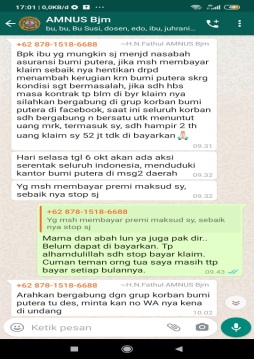 17:01 | 0,0KB/d
AMNUS Bjm
bu, bu, Bu Susi, dosen, edo, ibu, juhrani...
+62 878-1518-6688 ~H.N.Fathul AMNUS Bjm
Bpk ibu yg mungkin sj menjd nasabah
asuransi bumi putera, jika msh membayar
klaim sebaik nya hentikan drpd
menambah kerugian krn bumi putera skrg
kondisi sgt bermasalah, jika sdh hbs
masa kontrak tp blm di byr klaim nya
silahkan bergabung di grup korban bumi
putera di facebook, saat ini seluruh korban
sdh bergabung n bersatu utk menuntut
uang mrk, termasuk sy, sdh hampir 2 th
uang klaim sy 52 jt tdk di bayarkan🙏🏻
09.31
Hari selasa tgl 6 okt akan ada aksi
serentak seluruh indonesia, menduduki
kantor bumi putera di msg2 daerah
09.32
Yg msh membayar premi maksud sy,
sebaik nya stop sj
09.32
+62 878-1518-6688
Yg msh membayar premi maksud sy, sebaik
nya stop sj
Mama dan abah lun ya juga pak dir..
Belum dapat di bayarkan. Tp
alhamdulillah sdh stop bayar klaim.
Cuman teman orng tua saya masih ttp
bayar setiap bulannya.
09.43
+62 878-1518-6688 ~H.N.Fathul AMNUS Bjm
Arahkan bergabung dgn grup korban bumi
putera tu des, minta kan no WA nya kena
di undang
10.02
Ketik pesan